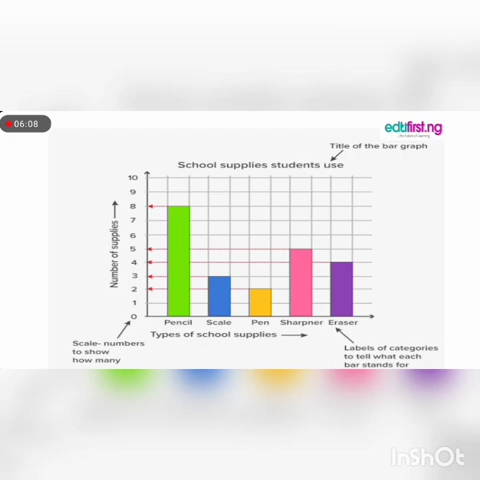 06:08
edufirst.ng
Title of the bar graph
School supplies students use
10
9
8
7
6
5
4
3
2
1
0
Number of supplies
Pencil Scale Pen Sharpner Eraser
Types of school supplies
Scale- numbers
to show
how many
Labels of categories
to tell what each
bar stands for
InShOt